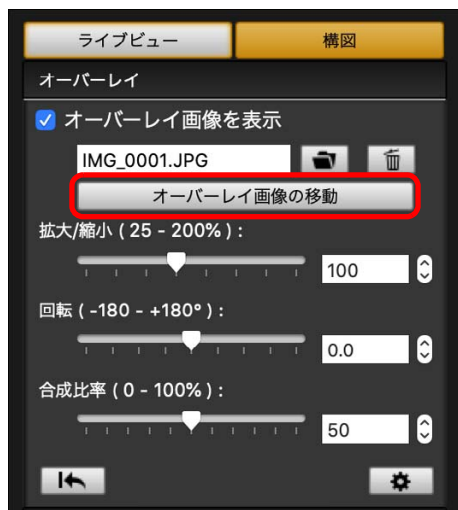 ライブビュー 構図
オーバーレイ
オーバーレイ画像を表示
IMG_0001.JPG
オーバーレイ画像の移動
拡大/縮小 ( 25 - 200% ) :
100
回転 ( -180 - +180° ) :
0.0
合成比率 ( 0 - 100% ) :
50